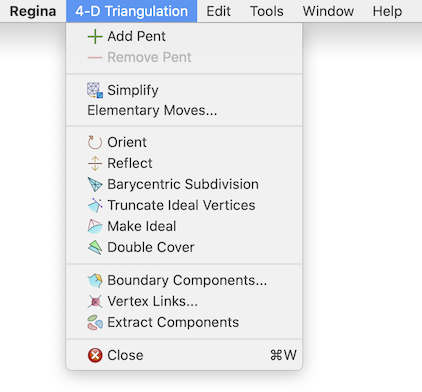 Regina 4-D Triangulation Edit Tools Window Help
Add Pent
Remove Pent
Simplify
Elementary Moves...
Orient
Reflect
Barycentric Subdivision
Truncate Ideal Vertices
Make Ideal
Double Cover
Boundary Components...
Vertex Links...
Extract Components
Close ⌘W